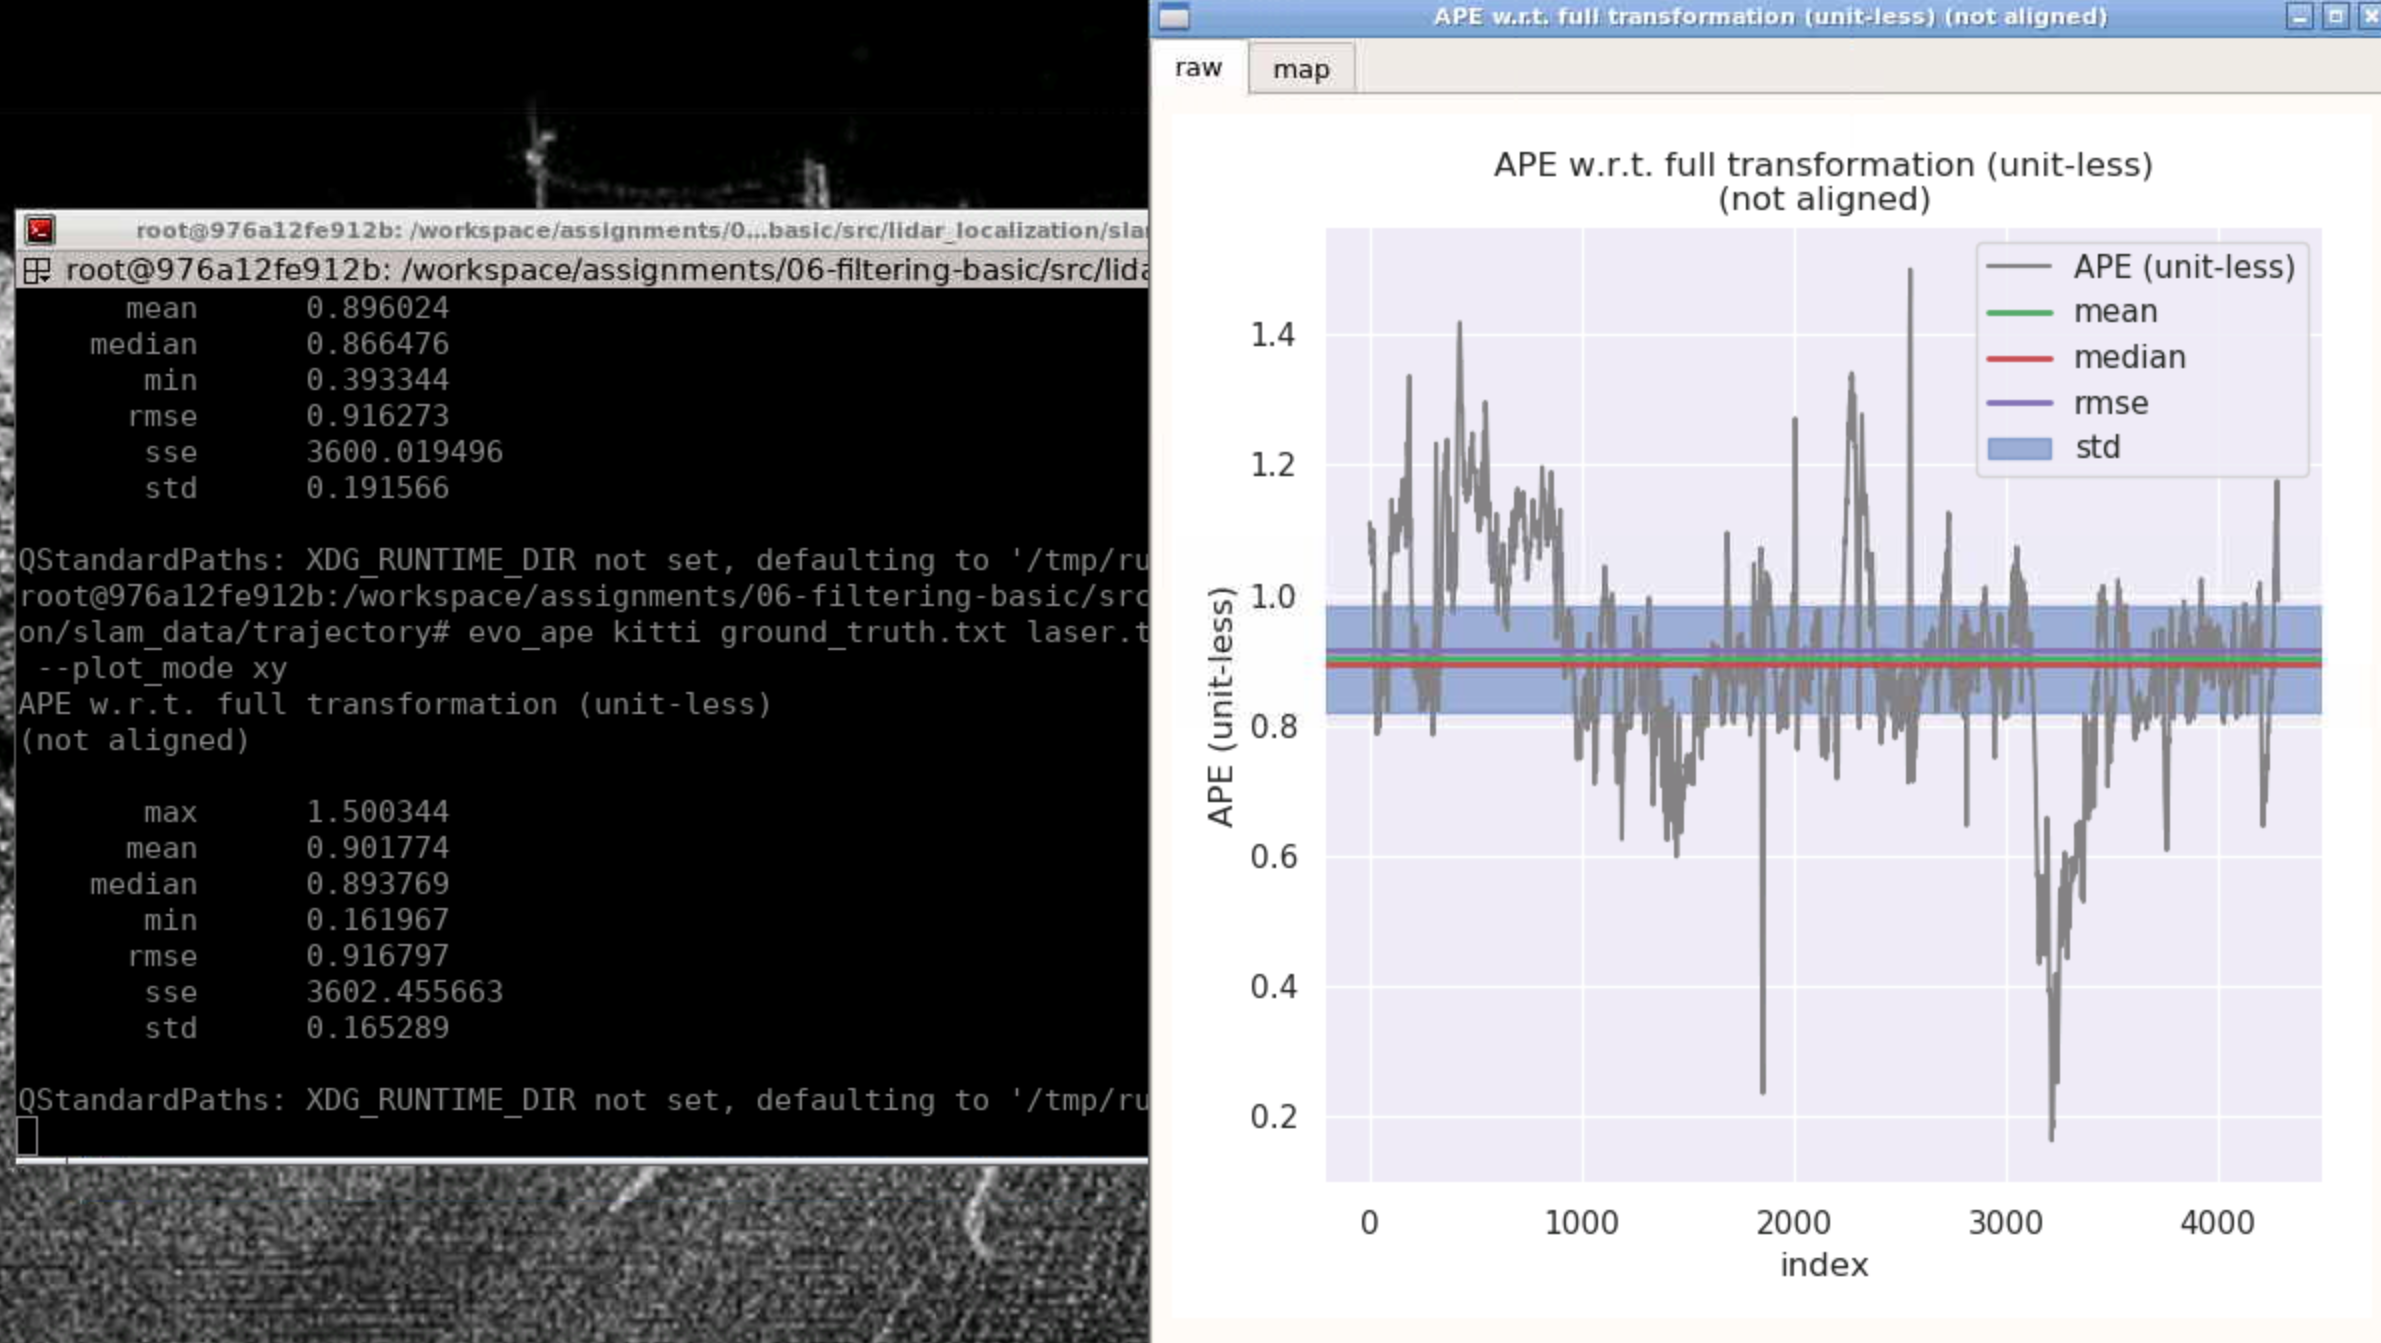 root@976a12fe912b: /workspace/assignments/0...basic/src/lidar_localization/sla
root@976a12fe912b: /workspace/assignments/06-filtering-basic/src/lida
mean 0.896024
median 0.866476
min 0.393344
rmse 0.916273
sse 3600.019496
std 0.191566
QStandardPaths: XDG_RUNTIME_DIR not set, defaulting to '/tmp/ru
root@976a12fe912b:/workspace/assignments/06-filtering-basic/src
on/slam_data/trajectory# evo_ape kitti ground_truth.txt laser.t
--plot_mode xy
APE w.r.t. full transformation (unit-less)
(not aligned)
max 1.500344
mean 0.901774
median 0.893769
min 0.161967
rmse 0.916797
sse 3602.455663
std 0.165289
QStandardPaths: XDG_RUNTIME_DIR not set, defaulting to '/tmp/ru
APE w.r.t. full transformation (unit-less) (not aligned)
raw map
APE w.r.t. full transformation (unit-less)
(not aligned)
APE (unit-less)
mean
median
rmse
std
APE (unit-less)
1.4
1.2
1.0
0.8
0.6
0.4
0.2
0 1000 2000 3000 4000
index